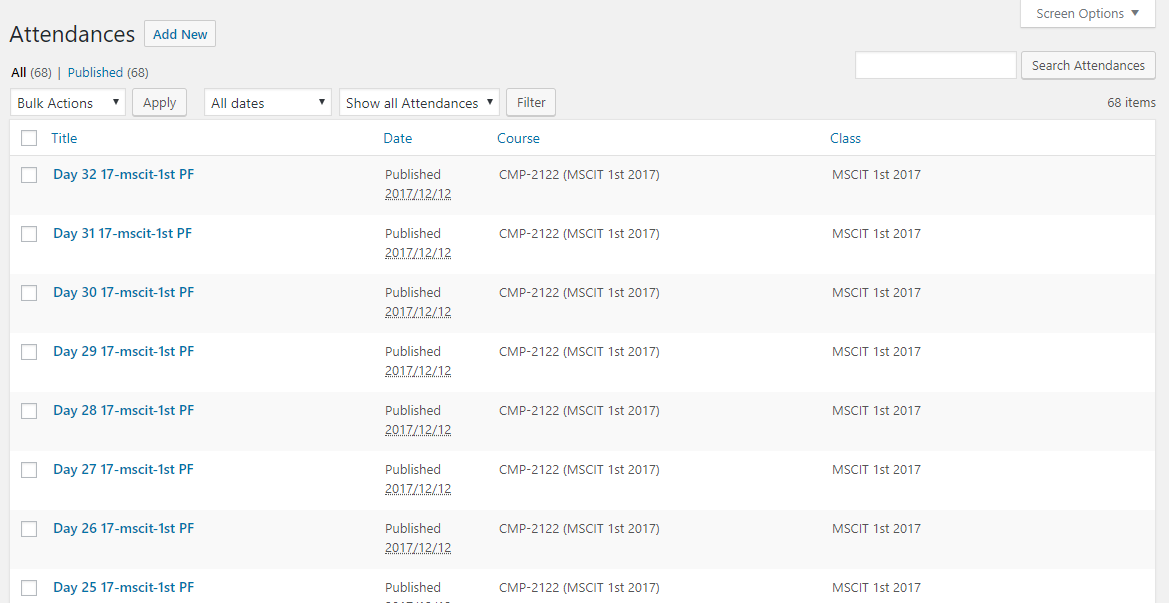 Screen Options ▼
Attendances Add New
All (68) | Published (68)
Search Attendances
Bulk Actions Apply All dates Show all Attendances Filter 68 items
Title Date Course Class
Day 32 17-mscit-1st PF Published CMP-2122 (MSCIT 1st 2017) MSCIT 1st 2017
2017/12/12
Day 31 17-mscit-1st PF Published CMP-2122 (MSCIT 1st 2017) MSCIT 1st 2017
2017/12/12
Day 30 17-mscit-1st PF Published CMP-2122 (MSCIT 1st 2017) MSCIT 1st 2017
2017/12/12
Day 29 17-mscit-1st PF Published CMP-2122 (MSCIT 1st 2017) MSCIT 1st 2017
2017/12/12
Day 28 17-mscit-1st PF Published CMP-2122 (MSCIT 1st 2017) MSCIT 1st 2017
2017/12/12
Day 27 17-mscit-1st PF Published CMP-2122 (MSCIT 1st 2017) MSCIT 1st 2017
2017/12/12
Day 26 17-mscit-1st PF Published CMP-2122 (MSCIT 1st 2017) MSCIT 1st 2017
2017/12/12
Day 25 17-mscit-1st PF Published CMP-2122 (MSCIT 1st 2017) MSCIT 1st 2017